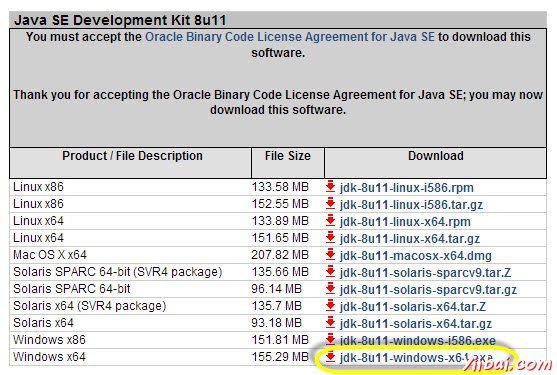 Java SE Development Kit 8u11
You must accept the Oracle Binary Code License Agreement for Java SE to download this
software.
Thank you for accepting the Oracle Binary Code License Agreement for Java SE; you may now
download this software.
Product / File Description File Size Download
Linux x86 133.58 MB jdk-8u11-linux-i586.rpm
Linux x86 152.55 MB jdk-8u11-linux-i586.tar.gz
Linux x64 133.89 MB jdk-8u11-linux-x64.rpm
Linux x64 151.65 MB jdk-8u11-linux-x64.tar.gz
Mac OS X x64 207.82 MB jdk-8u11-macosx-x64.dmg
Solaris SPARC 64-bit (SVR4 package) 135.66 MB jdk-8u11-solaris-sparcv9.tar.Z
Solaris SPARC 64-bit 96.14 MB jdk-8u11-solaris-sparcv9.tar.gz
Solaris x64 (SVR4 package) 135.7 MB jdk-8u11-solaris-x64.tar.Z
Solaris x64 93.18 MB jdk-8u11-solaris-x64.tar.gz
Windows x86 151.81 MB jdk-8u11-windows-i586.exe
Windows x64 155.29 MB jdk-8u11-windows-x64.exe